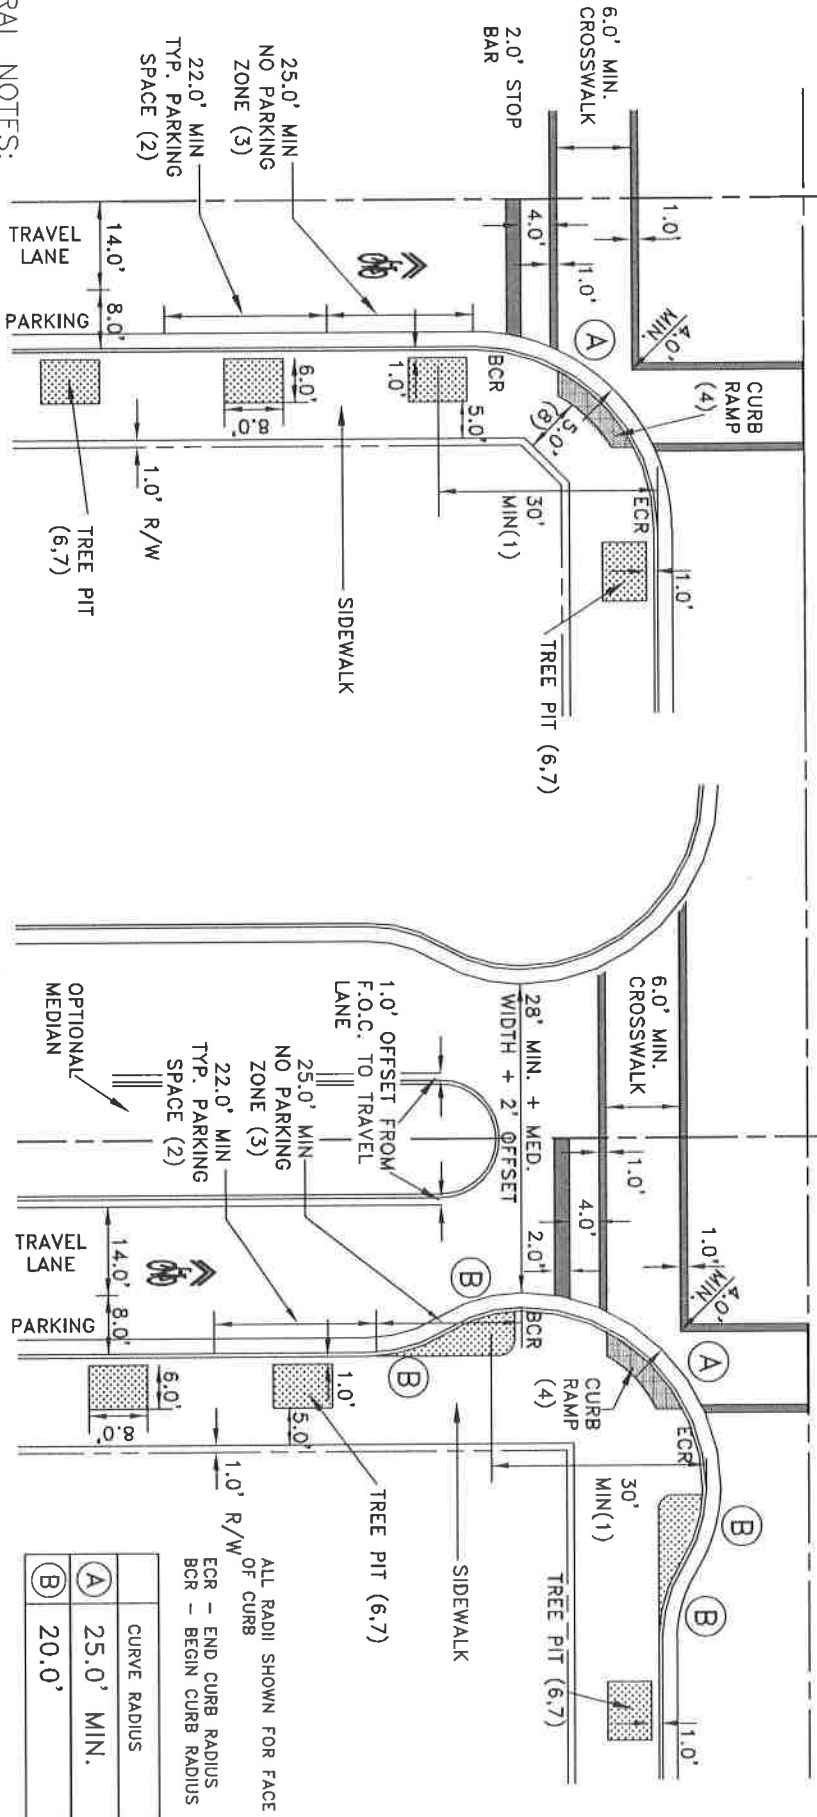 6.0' MIN.
CROSSWALK
2.0' STOP
BAR
25.0' MIN
NO PARKING
ZONE (3)
22.0' MIN
TYP. PARKING
SPACE (2)
RAL NOTES:
TRAVEL
LANE
14.0'
PARKING
8.0'
4.0'
1.0'
1.0'
4.0'
MIN.
A
CURB
RAMP
(4)
BCR
1.0'
6.0'
8.0'
5.0'
5.0'
(8)
ECR
30'
MIN(1)
1.0'
1.0' R/W
TREE PIT
(6,7)
SIDEWALK
TREE PIT (6,7)
6.0' MIN.
CROSSWALK
28' MIN. + MED.
WIDTH + 2' OFFSET
1.0' OFFSET FROM
F.O.C. TO TRAVEL
LANE
25.0' MIN
NO PARKING
ZONE (3)
22.0' MIN
TYP. PARKING
SPACE (2)
OPTIONAL
MEDIAN
TRAVEL
LANE
14.0'
PARKING
8.0'
1.0'
4.0'
2.0"
1.0'
4.0'
MIN.
A
B
BCR
B
CURB
RAMP
(4)
ECR
30'
MIN(1)
B
B
1.0'
6.0'
8.0'
1.0'
5.0'
1.0' R/W
TREE PIT (6,7)
SIDEWALK
TREE PIT (6,7)
ALL RADII SHOWN FOR FACE
OF CURB
ECR - END CURB RADIUS
BCR - BEGIN CURB RADIUS
CURVE RADIUS
A 25.0' MIN.
B 20.0'